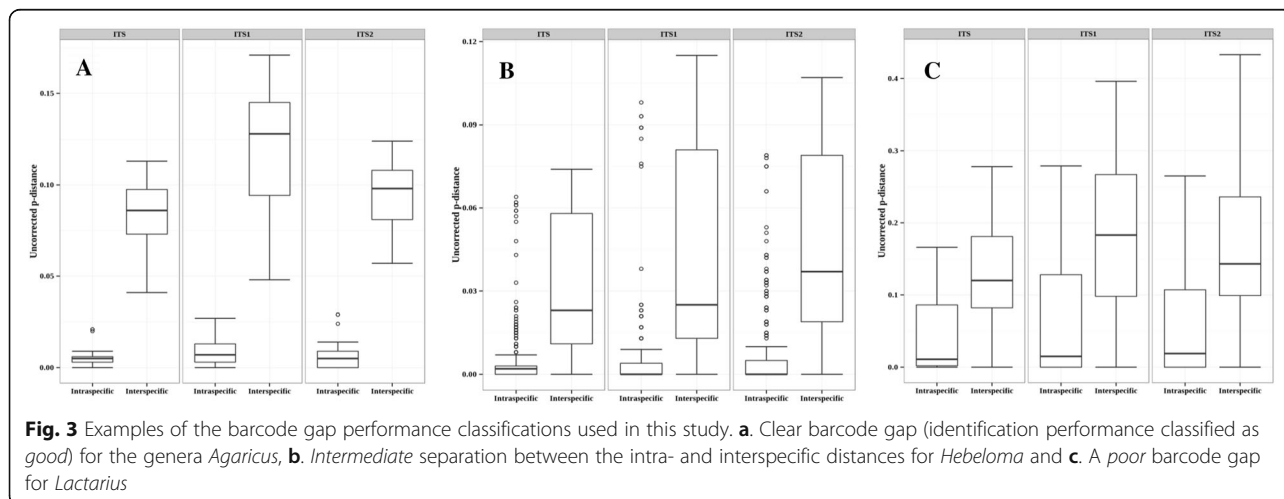 ITS ITS1 ITS2
A
Uncorrected p-distance
0.15
0.10
0.05
0.00
Intraspecific Interspecific Intraspecific Interspecific Intraspecific Interspecific
ITS ITS1 ITS2
B
Uncorrected p-distance
0.12
0.09
0.06
0.03
0.00
Intraspecific Interspecific Intraspecific Interspecific Intraspecific Interspecific
ITS ITS1 ITS2
C
Uncorrected p-distance
0.4
0.3
0.2
0.1
0.0
Intraspecific Interspecific Intraspecific Interspecific Intraspecific Interspecific
Fig. 3 Examples of the barcode gap performance classifications used in this study. a. Clear barcode gap (identification performance classified as
good) for the genera Agaricus, b. Intermediate separation between the intra- and interspecific distances for Hebeloma and c. A poor barcode gap
for Lactarius